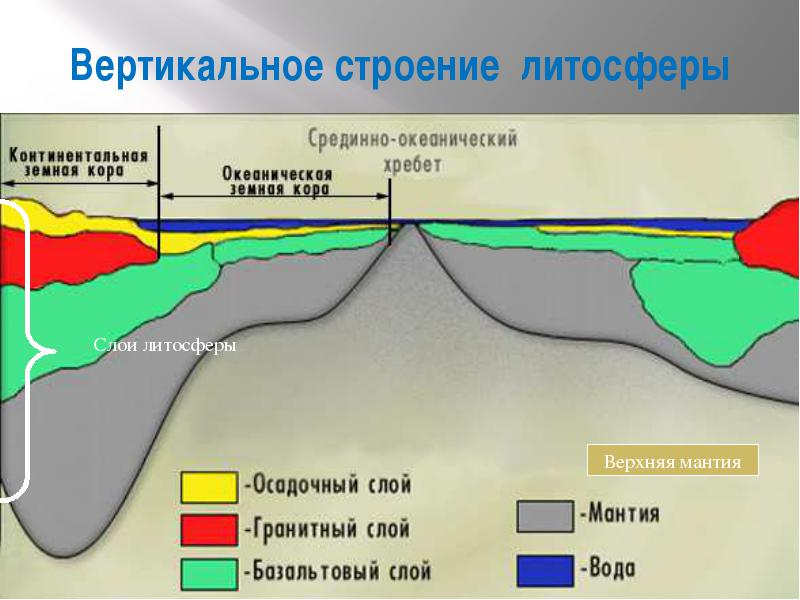 Вертикальное строение литосферы
Континентальная
земная кора
Океаническая
земная кора
Срединно-океанический
хребет
Слои литосферы
Верхняя мантия
-Осадочный слой
-Гранитный слой
-Базальтовый слой
-Мантия
-Вода